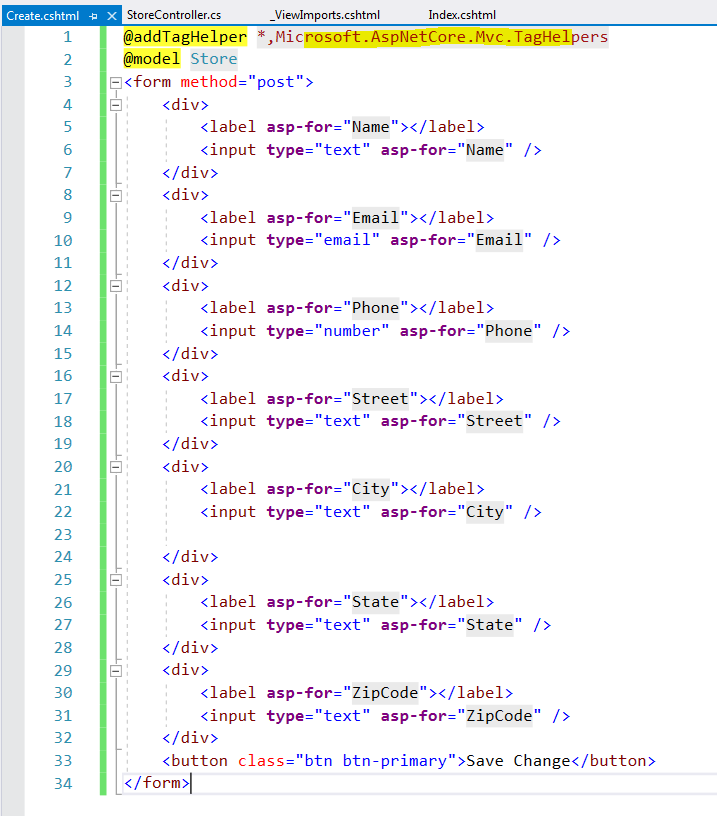 Create.cshtml StoreController.cs _ViewImports.cshtml Index.cshtml
1 @addTagHelper *,Microsoft.AspNetCore.Mvc.TagHelpers
2 @model Store
3 <form method="post">
4 <div>
5 <label asp-for="Name"></label>
6 <input type="text" asp-for="Name" />
7 </div>
8 <div>
9 <label asp-for="Email"></label>
10 <input type="email" asp-for="Email" />
11 </div>
12 <div>
13 <label asp-for="Phone"></label>
14 <input type="number" asp-for="Phone" />
15 </div>
16 <div>
17 <label asp-for="Street"></label>
18 <input type="text" asp-for="Street" />
19 </div>
20 <div>
21 <label asp-for="City"></label>
22 <input type="text" asp-for="City" />
23
24 </div>
25 <div>
26 <label asp-for="State"></label>
27 <input type="text" asp-for="State" />
28 </div>
29 <div>
30 <label asp-for="ZipCode"></label>
31 <input type="text" asp-for="ZipCode" />
32 </div>
33 <button class="btn btn-primary">Save Change</button>
34 </form>